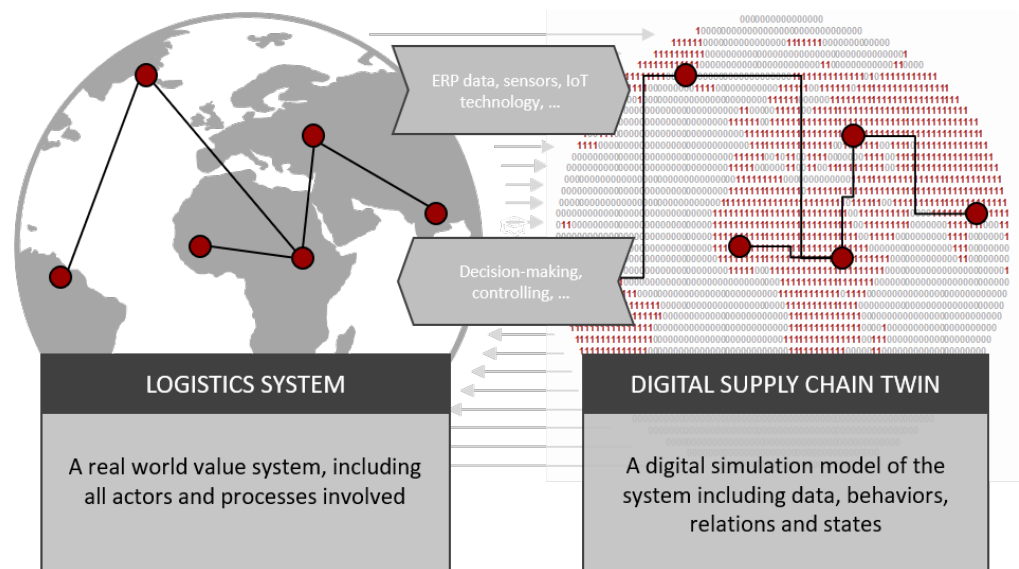 ERP data, sensors, IoT
technology, ...
Decision-making,
controlling, ...
LOGISTICS SYSTEM
A real world value system, including
all actors and processes involved
DIGITAL SUPPLY CHAIN TWIN
A digital simulation model of the
system including data, behaviors,
relations and states